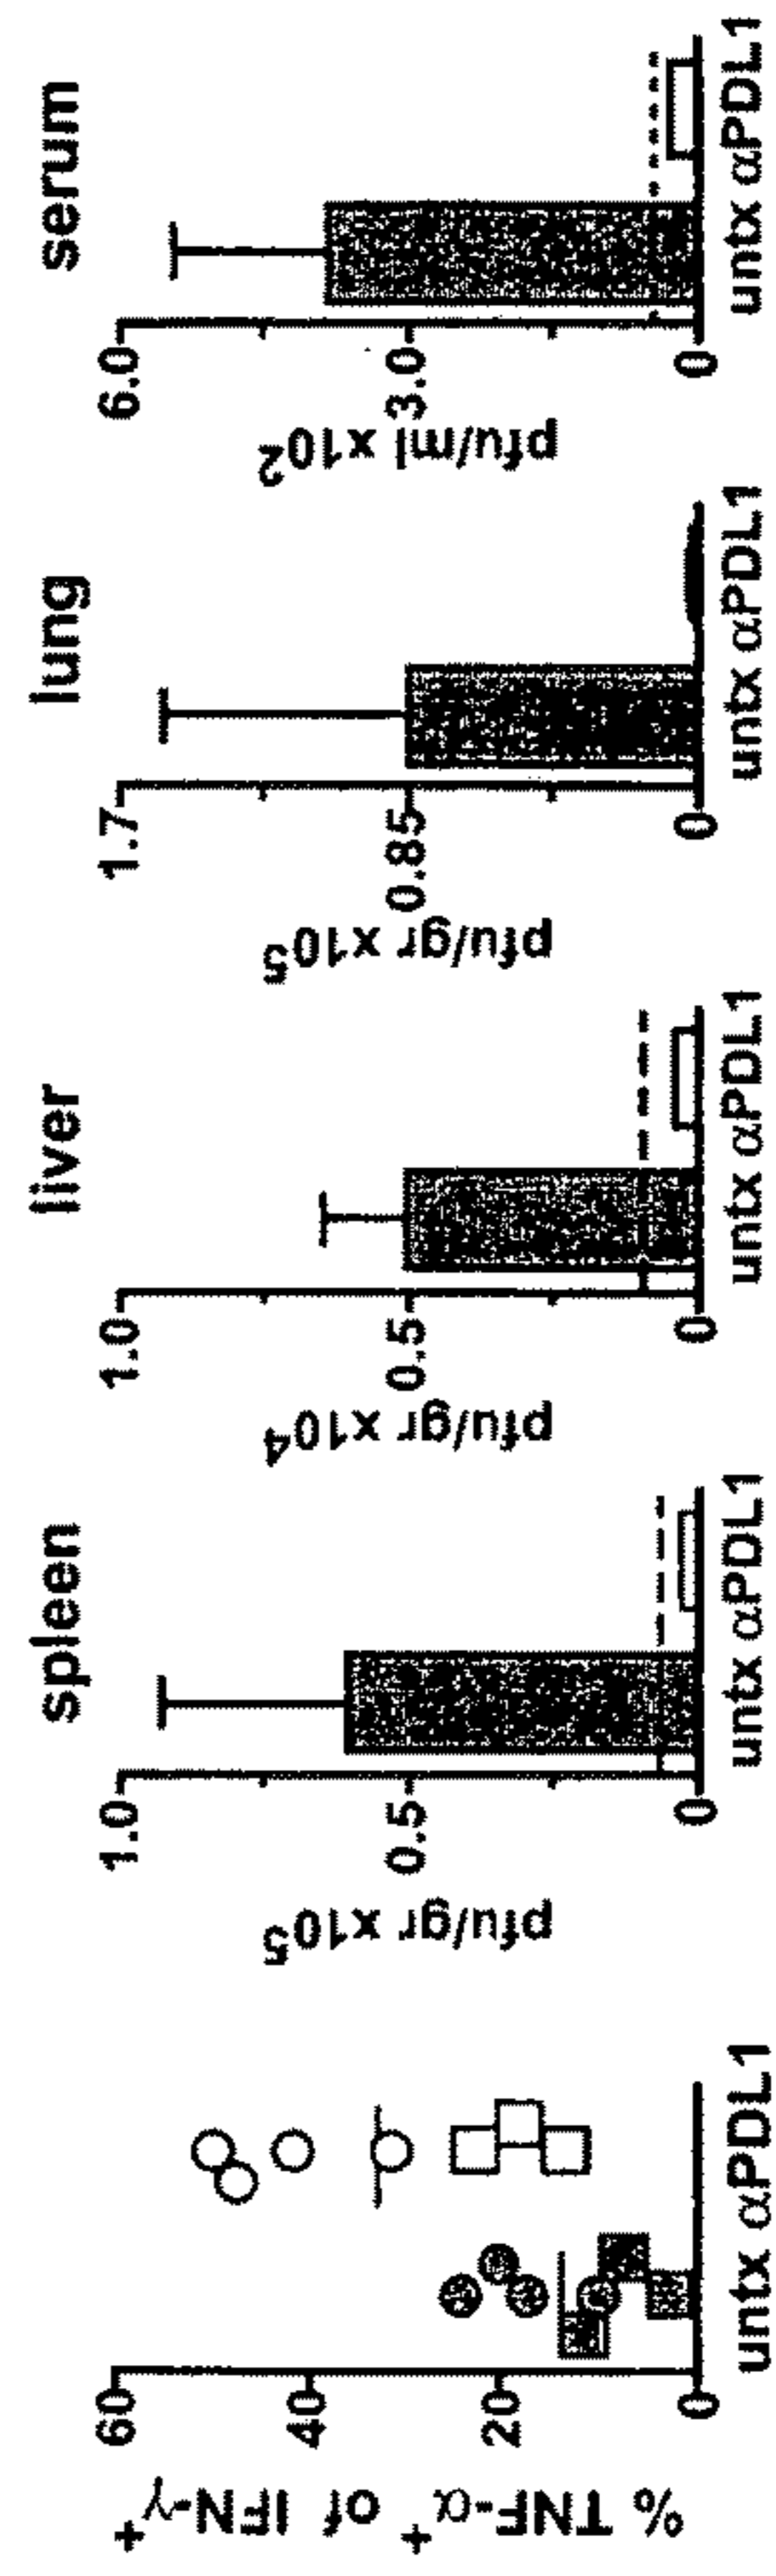 % TNF-α⁺ of IFN-γ⁺
60
40
20
0
untx αPDL1
spleen
pfu/gr x10⁵
1.0
0.5
0
untx αPDL1
liver
pfu/gr x10⁴
1.0
0.5
0
untx αPDL1
lung
pfu/gr x10⁵
1.7
0.85
0
untx αPDL1
serum
pfu/ml x10²
6.0
3.0
0
untx αPDL1